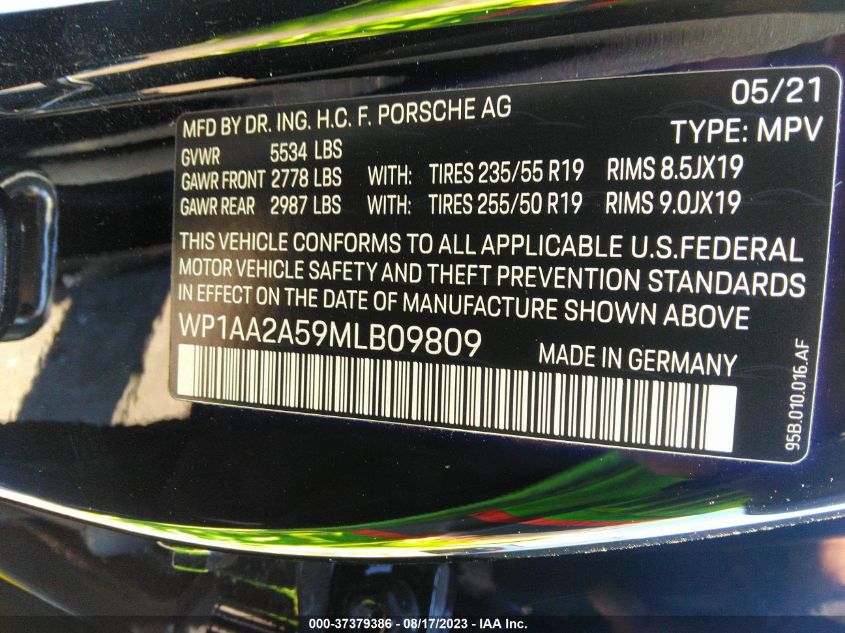 05/21
MFD BY DR. ING. H.C. F. PORSCHE AG
TYPE: MPV
GVWR 5534 LBS
GAWR FRONT 2778 LBS WITH: TIRES 235/55 R19 RIMS 8.5JX19
GAWR REAR 2987 LBS WITH: TIRES 255/50 R19 RIMS 9.0JX19
THIS VEHICLE CONFORMS TO ALL APPLICABLE U.S.FEDERAL
MOTOR VEHICLE SAFETY AND THEFT PREVENTION STANDARDS
IN EFFECT ON THE DATE OF MANUFACTURE SHOWN ABOVE
WP1AA2A59MLB09809
MADE IN GERMANY
95B.010.016.AF
000-37379386 - 08/17/2023 - IAA Inc.